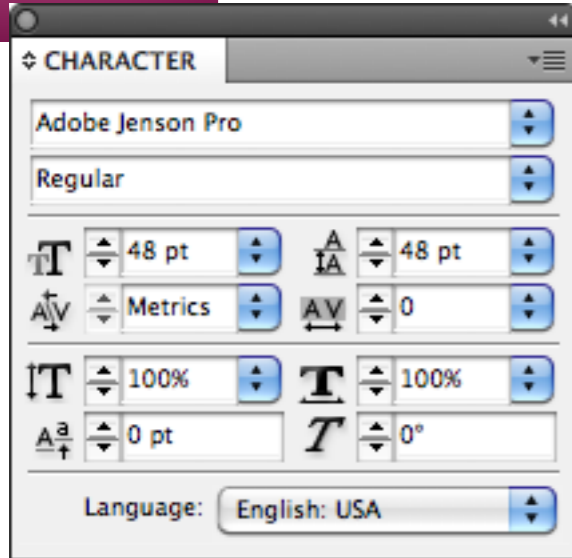 CHARACTER
Adobe Jenson Pro
Regular
48 pt 48 pt
Metrics 0
100% 100%
0 pt 0°
Language: English: USA